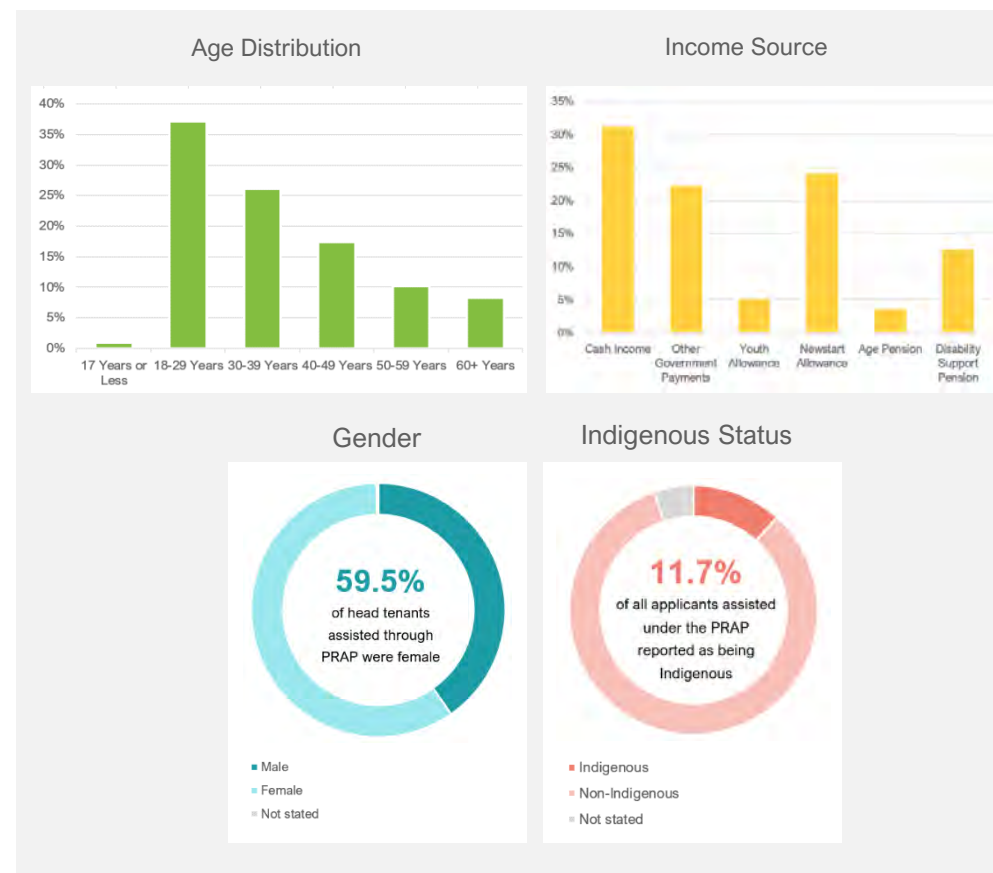 Age Distribution
40%
35%
30%
25%
20%
15%
10%
5%
0%
17 Years or
Less
18-29 Years
30-39 Years
40-49 Years
50-59 Years
60+ Years
Income Source
35%
30%
25%
20%
15%
10%
5%
0%
Cash Income
Other
Government
Payments
Youth
Allowance
Newstart
Allowance
Age Pension
Disability
Support
Pension
Gender
59.5%
of head tenants
assisted through
PRAP were female
Male
Female
Not stated
Indigenous Status
11.7%
of all applicants assisted
under the PRAP
reported as being
Indigenous
Indigenous
Non-Indigenous
Not stated